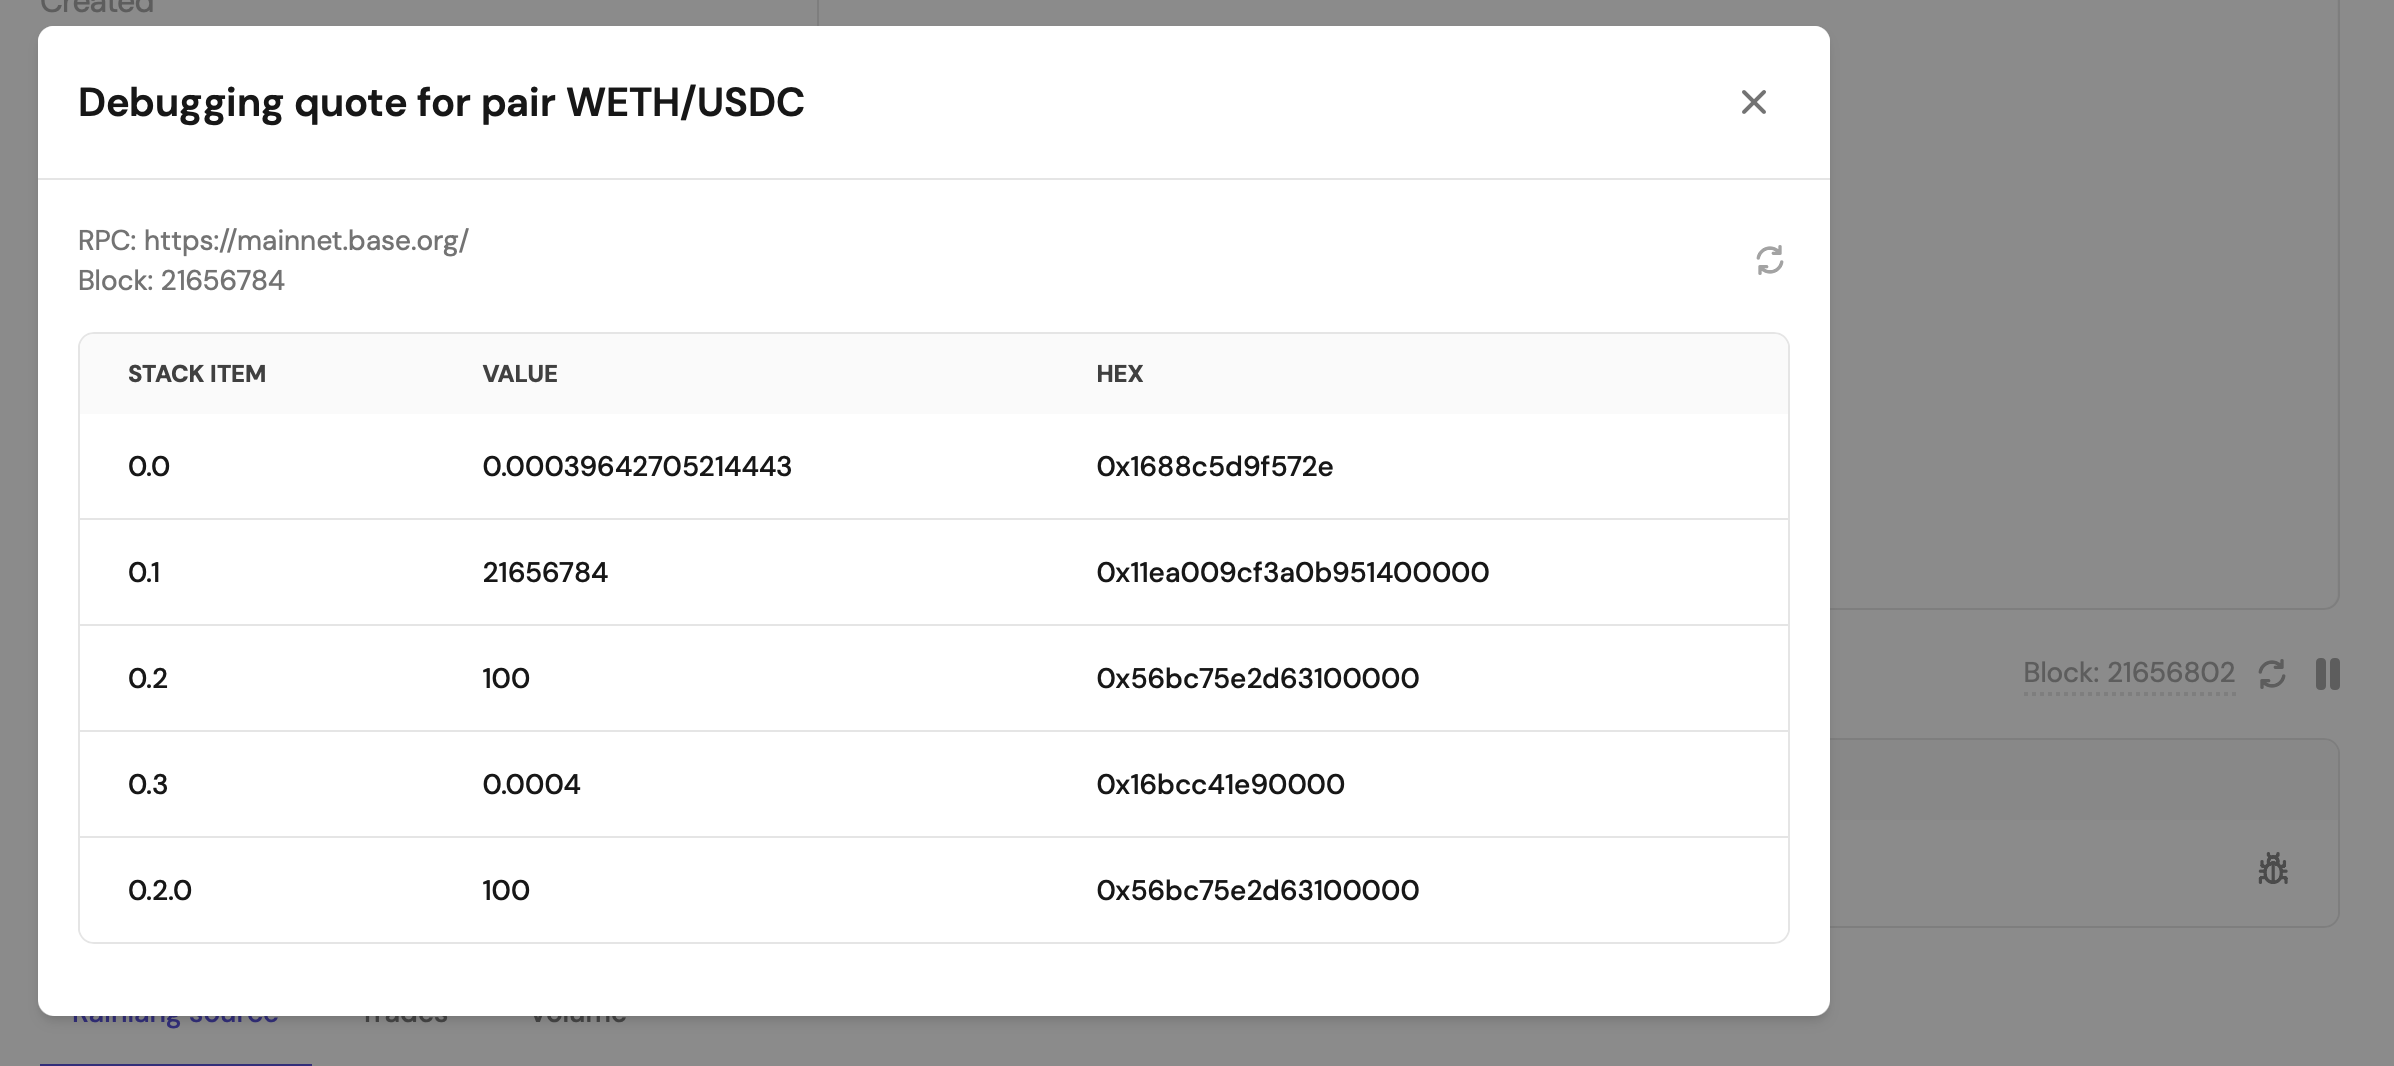 Created
Debugging quote for pair WETH/USDC
RPC: https://mainnet.base.org/
Block: 21656784
STACK ITEM VALUE HEX
0.0 0.00039642705214443 0x1688c5d9f572e
0.1 21656784 0x11ea009cf3a0b951400000
0.2 100 0x56bc75e2d63100000
0.3 0.0004 0x16bcc41e90000
0.2.0 100 0x56bc75e2d63100000
Block: 21656802
Rainlang source Trades Volume